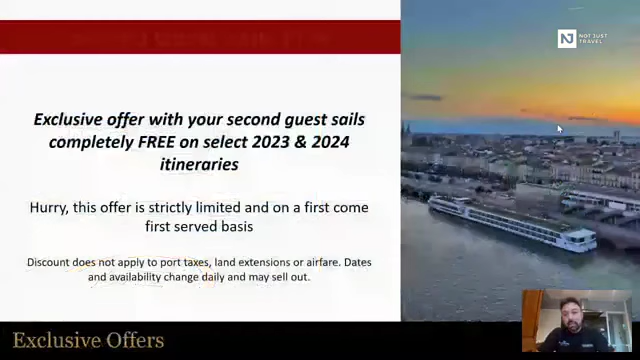 NOT JUST
TRAVEL
Exclusive offer with your second guest sails
completely FREE on select 2023 & 2024
itineraries
Hurry, this offer is strictly limited and on a first come
first served basis
Discount does not apply to port taxes, land extensions or airfare. Dates
and availability change daily and may sell out.
Exclusive Offers